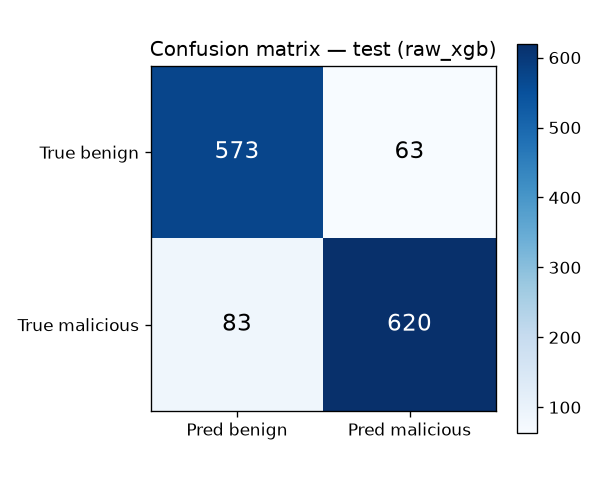 Confusion matrix — test (raw_xgb)
True benign
573
63
True malicious
83
620
Pred benign
Pred malicious
600
500
400
300
200
100